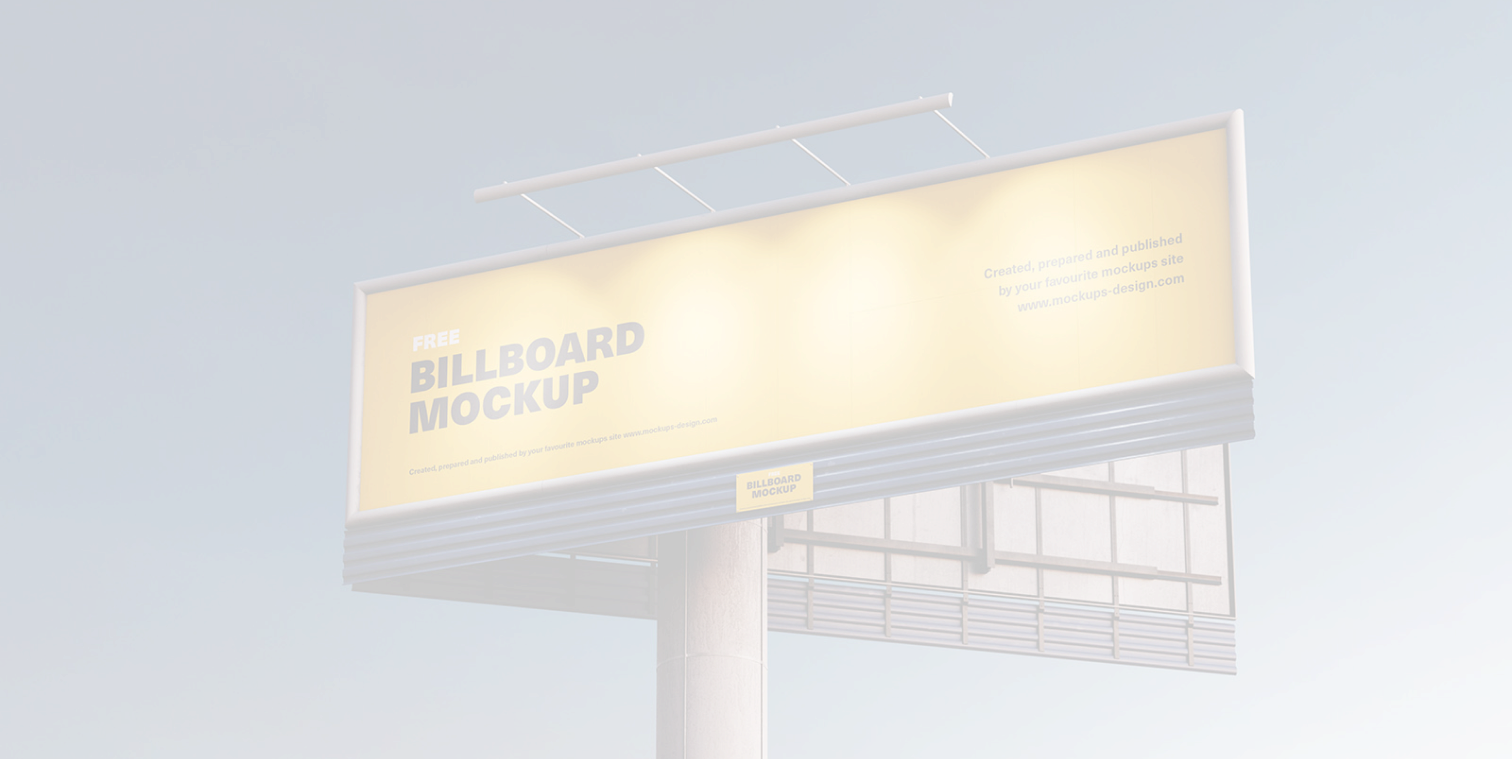 FREE
BILLBOARD
MOCKUP
Created, prepared and published by your favourite mockups site www.mockups-design.com
Created, prepared and published
by your favourite mockups site
www.mockups-design.com
BILLBOARD
MOCKUP